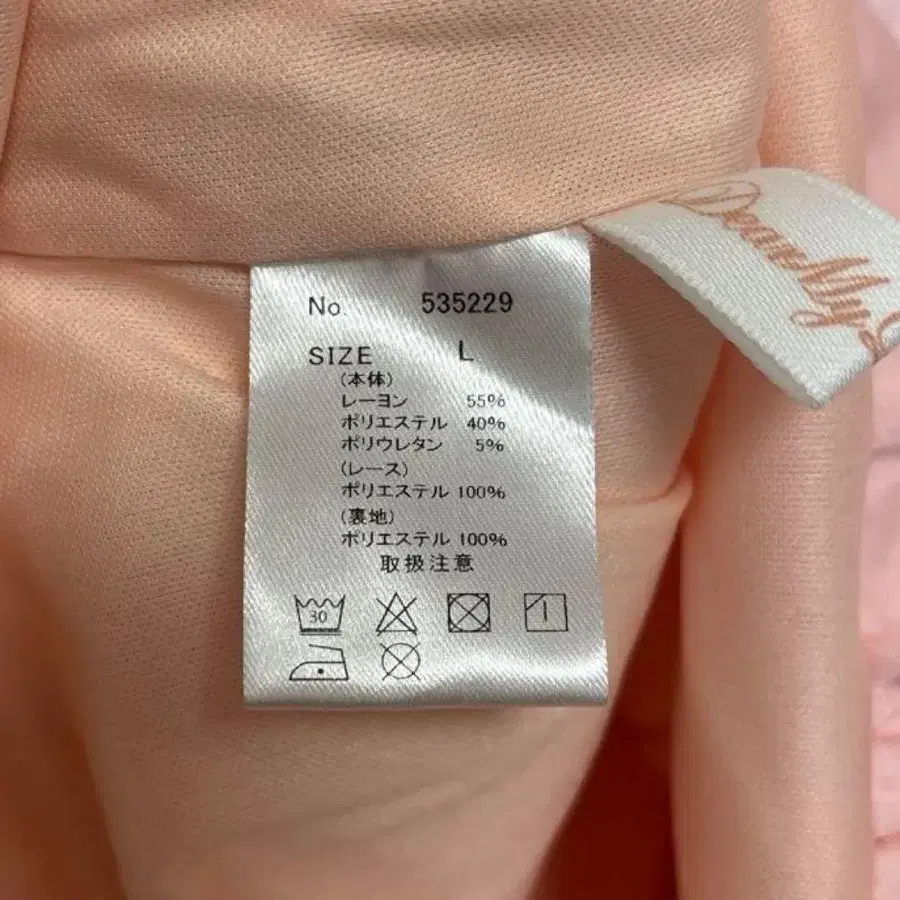 No. 535229
SIZE L
(本体)
レーヨン 55%
ポリエステル 40%
ポリウレタン 5%
(レース)
ポリエステル 100%
(裏地)
ポリエステル 100%
取扱注意
30
Dear My